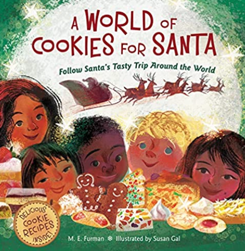 A WORLD OF
COOKIES FOR SANTA
Follow Santa's Tasty Trip Around the World
DELICIOUS
COOKIE
RECIPES
INSIDE
M. E. Furman • Illustrated by Susan Gal